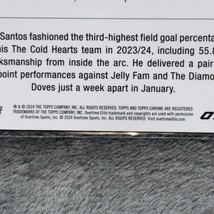 Santos fashioned the third-highest field goal percenta
is The Cold Hearts team in 2023/24, including 55.8
ksmanship from inside the arc. He delivered a pair
point performances against Jelly Fam and The Diamo
Doves just a week apart in January.
® & © 2024 THE TOPPS COMPANY, INC. ALL RIGHTS RESERVED. TOPPS AND TOPPS CHROME ARE REGISTERED
TRADEMARKS OF THE TOPPS COMPANY, INC. Overtime Elite trademarks and copyrights are used with permission
of Overtime Sports, Inc. © 2024 Overtime Sports, Inc. ALL RIGHTS RESERVED. Visit overtimeelite.com